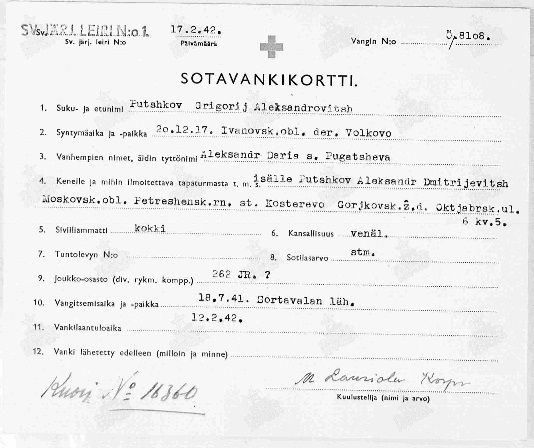 SVSV.JÄRJ. LEIRI N:o 1.
17.2.42.
Sv. järj. leiri N:o
Päivämäärä
Vangin N:o 5/8108.
SOTAVANKIKORTTI.
1. Suku- ja etunimi Putshkov Grigorij Aleksandrovitsh
2. Syntymäaika ja -paikka 20.12.17. Ivanovsk.obl. der. Volkovo
3. Vanhempien nimet, äidin tyttönimi Aleksandr Daria s. Pugatsheva
4. Kenelle ja mihin ilmoitettava tapaturmasta t. m. s. isälle Putshkov Aleksandr Dmitrijevitsh
Moskovsk.obl. Petreshensk.rn. st. Kosterevo Gorjkovsk.Ž.d. Oktjabrsk.ul.
6 kv.5.
5. Siviiliammatti kokki
6. Kansallisuus venäl.
7. Tuntolevyn N:o
8. Sotilasarvo stm.
9. Joukko-osasto (div. rykm. kompp.) 262 JR. ?
10. Vangitsemisaika ja -paikka 18.7.41. Sortavalan läh.
11. Vankilaantuloaika 12.2.42.
12. Vanki lähetetty edelleen (milloin ja minne)
Kuori No 16360
Kuulustelija (nimi ja arvo)